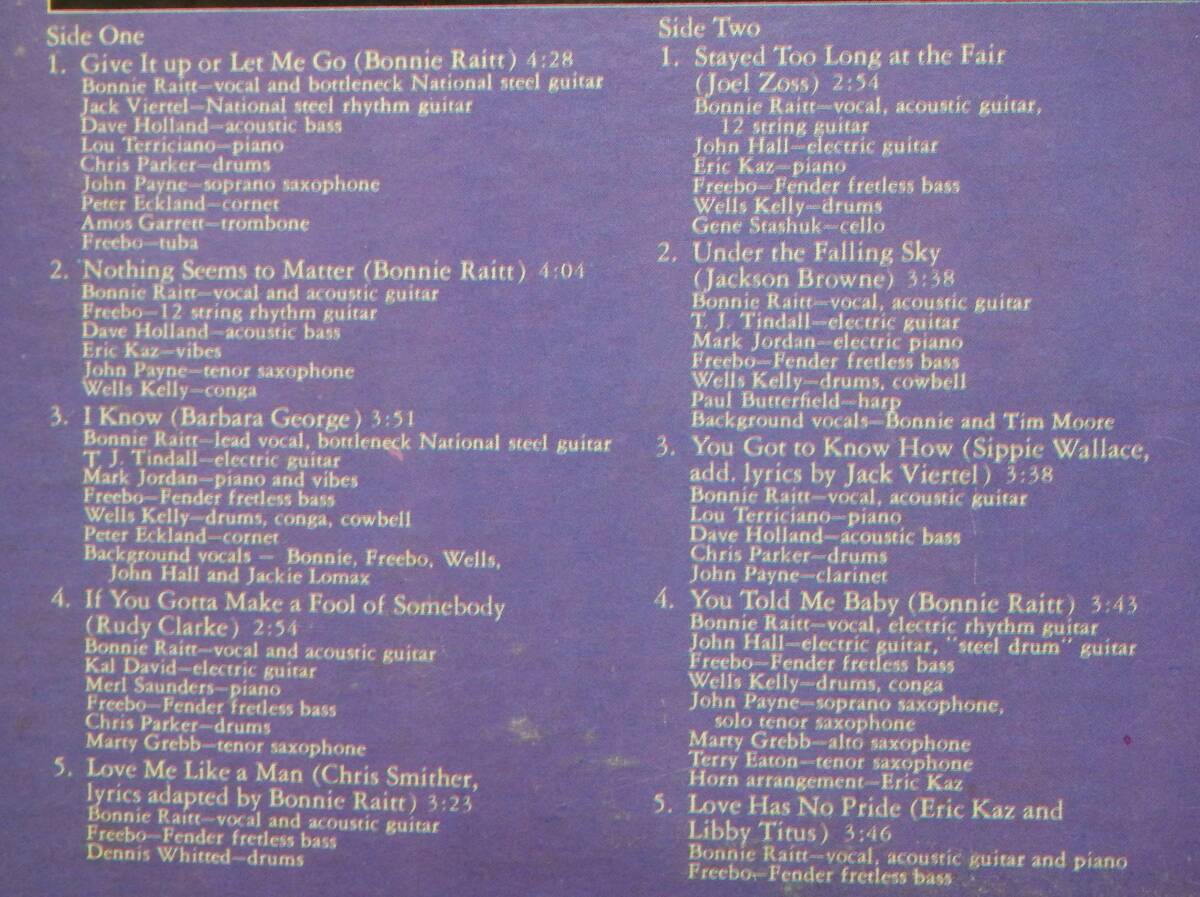 Side One
1. Give It up or Let Me Go (Bonnie Raitt) 4:28
Bonnie Raitt—vocal and bottleneck National steel guitar
Jack Viertel—National steel rhythm guitar
Dave Holland—acoustic bass
Lou Terriciano—piano
Chris Parker—drums
John Payne—soprano saxophone
Peter Eckland—cornet
Amos Garrett—trombone
Freebo—tuba
2. Nothing Seems to Matter (Bonnie Raitt) 4:04
Bonnie Raitt—vocal and acoustic guitar
Freebo—12 string rhythm guitar
Dave Holland—acoustic bass
Eric Kaz—vibes
John Payne—tenor saxophone
Wells Kelly—conga
3. I Know (Barbara George) 3:51
Bonnie Raitt—lead vocal, bottleneck National steel guitar
T. J. Tindall—electric guitar
Mark Jordan—piano and vibes
Freebo—Fender fretless bass
Wells Kelly—drums, conga, cowbell
Peter Eckland—cornet
Background vocals — Bonnie, Freebo, Wells,
John Hall and Jackie Lomax
4. If You Gotta Make a Fool of Somebody
(Rudy Clarke) 2:54
Bonnie Raitt—vocal and acoustic guitar
Kal David—electric guitar
Merl Saunders—piano
Freebo—Fender fretless bass
Chris Parker—drums
Marty Grebb—tenor saxophone
5. Love Me Like a Man (Chris Smither,
lyrics adapted by Bonnie Raitt) 3:23
Bonnie Raitt—vocal and acoustic guitar
Freebo—Fender fretless bass
Dennis Whitted—drums
Side Two
1. Stayed Too Long at the Fair
(Joel Zoss) 2:54
Bonnie Raitt—vocal, acoustic guitar,
12 string guitar
John Hall—electric guitar
Eric Kaz—piano
Freebo—Fender fretless bass
Wells Kelly—drums
Gene Stashuk—cello
2. Under the Falling Sky
(Jackson Browne) 3:38
Bonnie Raitt—vocal, acoustic guitar
T. J. Tindall—electric guitar
Mark Jordan—electric piano
Freebo—Fender fretless bass
Wells Kelly—drums, cowbell
Paul Butterfield—harp
Background vocals—Bonnie and Tim Moore
3. You Got to Know How (Sippie Wallace,
add. lyrics by Jack Viertel) 3:38
Bonnie Raitt—vocal, acoustic guitar
Lou Terriciano—piano
Dave Holland—acoustic bass
Chris Parker—drums
John Payne—clarinet
4. You Told Me Baby (Bonnie Raitt) 3:43
Bonnie Raitt—vocal, electric rhythm guitar
John Hall—electric guitar, "steel drum" guitar
Freebo—Fender fretless bass
Wells Kelly—drums, conga
John Payne—soprano saxophone,
solo tenor saxophone
Marty Grebb—alto saxophone
Terry Eaton—tenor saxophone
Horn arrangement—Eric Kaz
5. Love Has No Pride (Eric Kaz and
Libby Titus) 3:46
Bonnie Raitt—vocal, acoustic guitar and piano
Freebo—Fender fretless bass